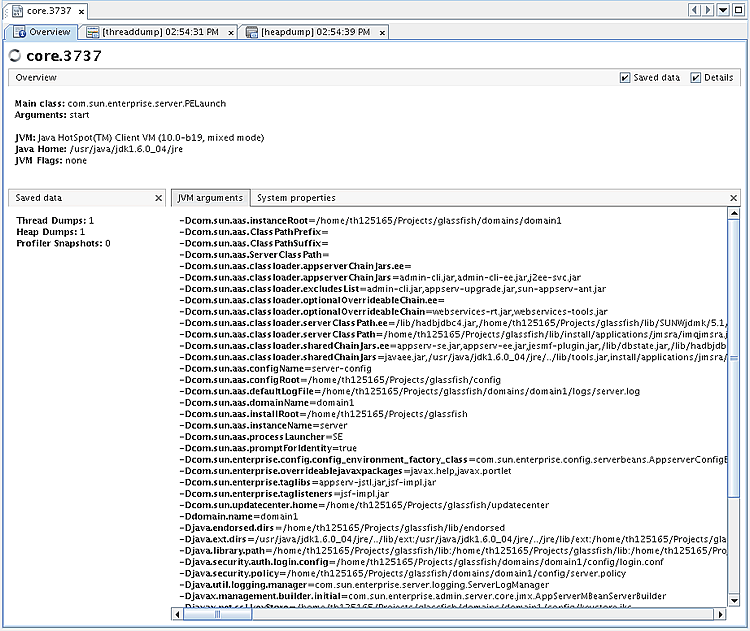 core.3737
Overview [threaddump] 02:54:31 PM [heapdump] 02:54:39 PM
core.3737
Overview Saved data Details
Main class: com.sun.enterprise.server.PELaunch
Arguments: start
JVM: Java HotSpot(TM) Client VM (10.0-b19, mixed mode)
Java Home: /usr/java/jdk1.6.0_04/jre
JVM Flags: none
Saved data
Thread Dumps: 1
Heap Dumps: 1
Profiler Snapshots: 0
JVM arguments System properties
-Dcom.sun.aas.instanceRoot=/home/th125165/Projects/glassfish/domains/domain1
-Dcom.sun.aas.ClassPathPrefix=
-Dcom.sun.aas.ClassPathSuffix=
-Dcom.sun.aas.ServerClassPath=
-Dcom.sun.aas.classloader.appserverChainJars.ee=
-Dcom.sun.aas.classloader.appserverChainJars=admin-cli.jar,admin-cli-ee.jar,j2ee-svc.jar
-Dcom.sun.aas.classloader.excludesList=admin-cli.jar,appserv-upgrade.jar,sun-appserv-ant.jar
-Dcom.sun.aas.classloader.optionalOverrideableChain.ee=
-Dcom.sun.aas.classloader.optionalOverrideableChain=webservices-rt.jar,webservices-tools.jar
-Dcom.sun.aas.classloader.serverClassPath.ee=/lib/hadbjdbc4.jar,/home/th125165/Projects/glassfish/lib/SUNWjdmk/5.1/
-Dcom.sun.aas.classloader.serverClassPath=/home/th125165/Projects/glassfish/lib/install/applications/jmsra/imqjmsra.j
-Dcom.sun.aas.classloader.sharedChainJars.ee=appserv-se.jar,appserv-ee.jar,jesmf-plugin.jar,/lib/dbstate.jar,/lib/hadbjdb
-Dcom.sun.aas.classloader.sharedChainJars=javaee.jar,/usr/java/jdk1.6.0_04/jre/../lib/tools.jar,install/applications/jmsra/
-Dcom.sun.aas.configName=server-config
-Dcom.sun.aas.configRoot=/home/th125165/Projects/glassfish/config
-Dcom.sun.aas.defaultLogFile=/home/th125165/Projects/glassfish/domains/domain1/logs/server.log
-Dcom.sun.aas.domainName=domain1
-Dcom.sun.aas.installRoot=/home/th125165/Projects/glassfish
-Dcom.sun.aas.instanceName=server
-Dcom.sun.aas.processLauncher=SE
-Dcom.sun.aas.promptForIdentity=true
-Dcom.sun.enterprise.config.config_environment_factory_class=com.sun.enterprise.config.serverbeans.AppserverConfigE
-Dcom.sun.enterprise.overrideablejavaxpackages=javax.help,javax.portlet
-Dcom.sun.enterprise.taglibs=appserv-jstl.jar,jsf-impl.jar
-Dcom.sun.enterprise.taglisteners=jsf-impl.jar
-Dcom.sun.updatecenter.home=/home/th125165/Projects/glassfish/updatecenter
-Ddomain.name=domain1
-Djava.endorsed.dirs=/home/th125165/Projects/glassfish/lib/endorsed
-Djava.ext.dirs=/usr/java/jdk1.6.0_04/jre/../lib/ext:/usr/java/jdk1.6.0_04/jre/../jre/lib/ext:/home/th125165/Projects/glas
-Djava.library.path=/home/th125165/Projects/glassfish/lib:/home/th125165/Projects/glassfish/lib:/home/th125165/Pro
-Djava.security.auth.login.config=/home/th125165/Projects/glassfish/domains/domain1/config/login.conf
-Djava.security.policy=/home/th125165/Projects/glassfish/domains/domain1/config/server.policy
-Djava.util.logging.manager=com.sun.enterprise.server.logging.ServerLogManager
-Djavax.management.builder.initial=com.sun.enterprise.admin.server.core.jmx.AppServerMBeanServerBuilder
-Djavax.net.ssl.keyStore=/home/th125165/Projects/glassfish/domains/domain1/config/keystore.jks